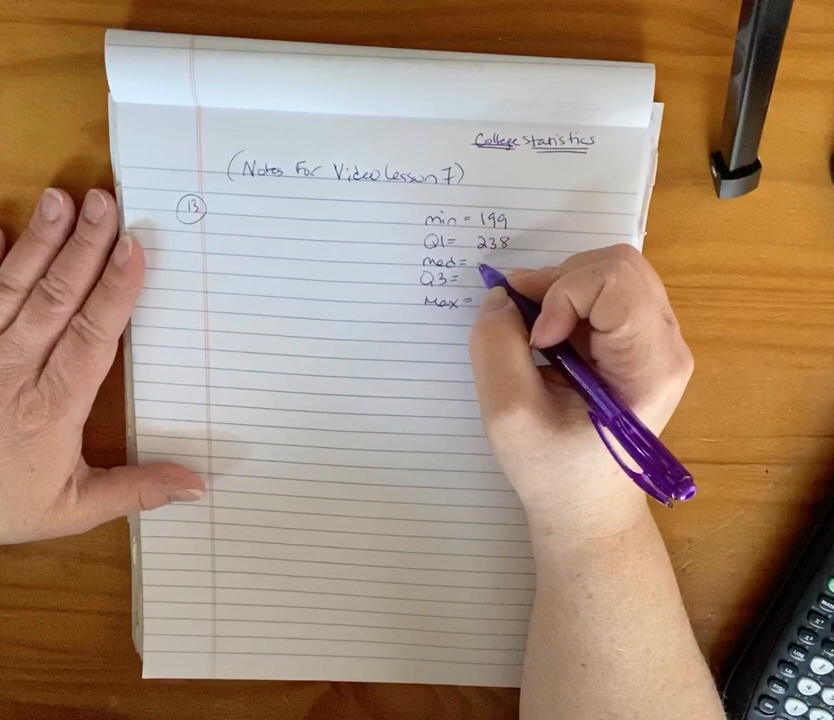 College Statistics
(Notes For Video Lesson 7)
13
min = 199
Q1 = 238
med =
Q3 =
Max =